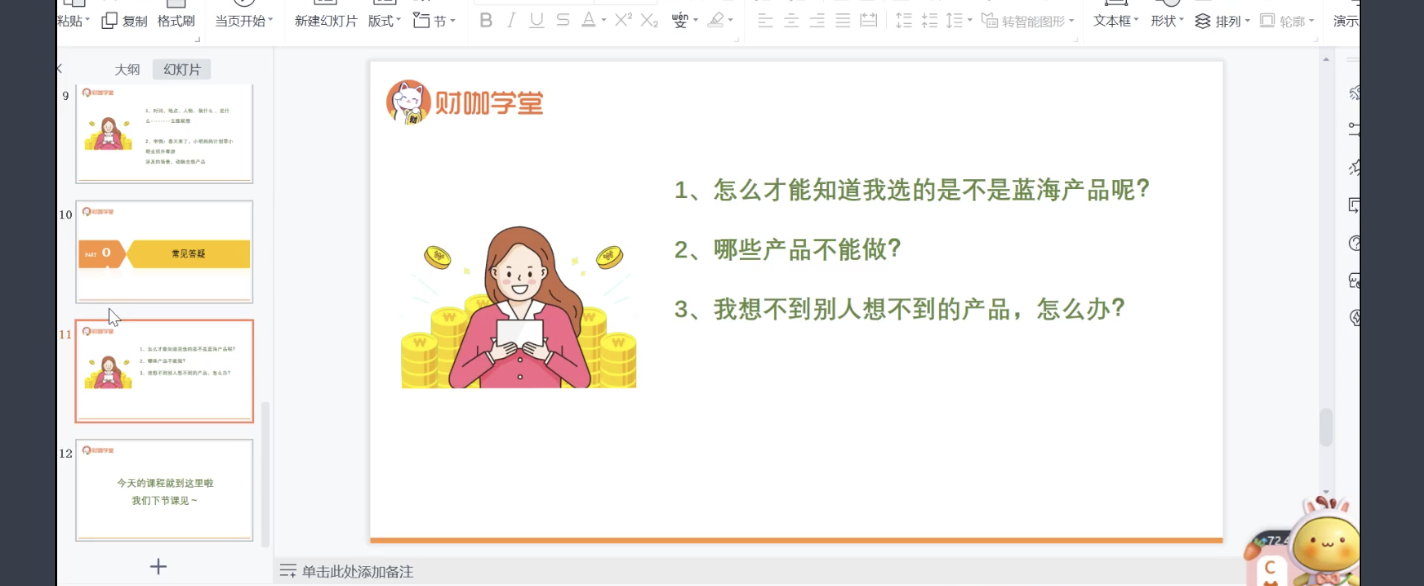 粘贴 复制 格式刷 当页开始 新建幻灯片 版式 节 B I U S A X² X₂ wén 变 转智能图形 文本框 形状 排列 轮廓 演示
大纲 幻灯片
9
财咖学堂
10
财咖学堂
PART 0
常见答疑
11
财咖学堂
1、怎么才能知道我选的是不是蓝海产品呢?
2、哪些产品不能做?
3、我想不到别人想不到的产品，怎么办?
12
财咖学堂
今天的课程就到这里啦
我们下节课见~
财咖学堂
1、怎么才能知道我选的是不是蓝海产品呢?
2、哪些产品不能做?
3、我想不到别人想不到的产品，怎么办?
单击此处添加备注
C